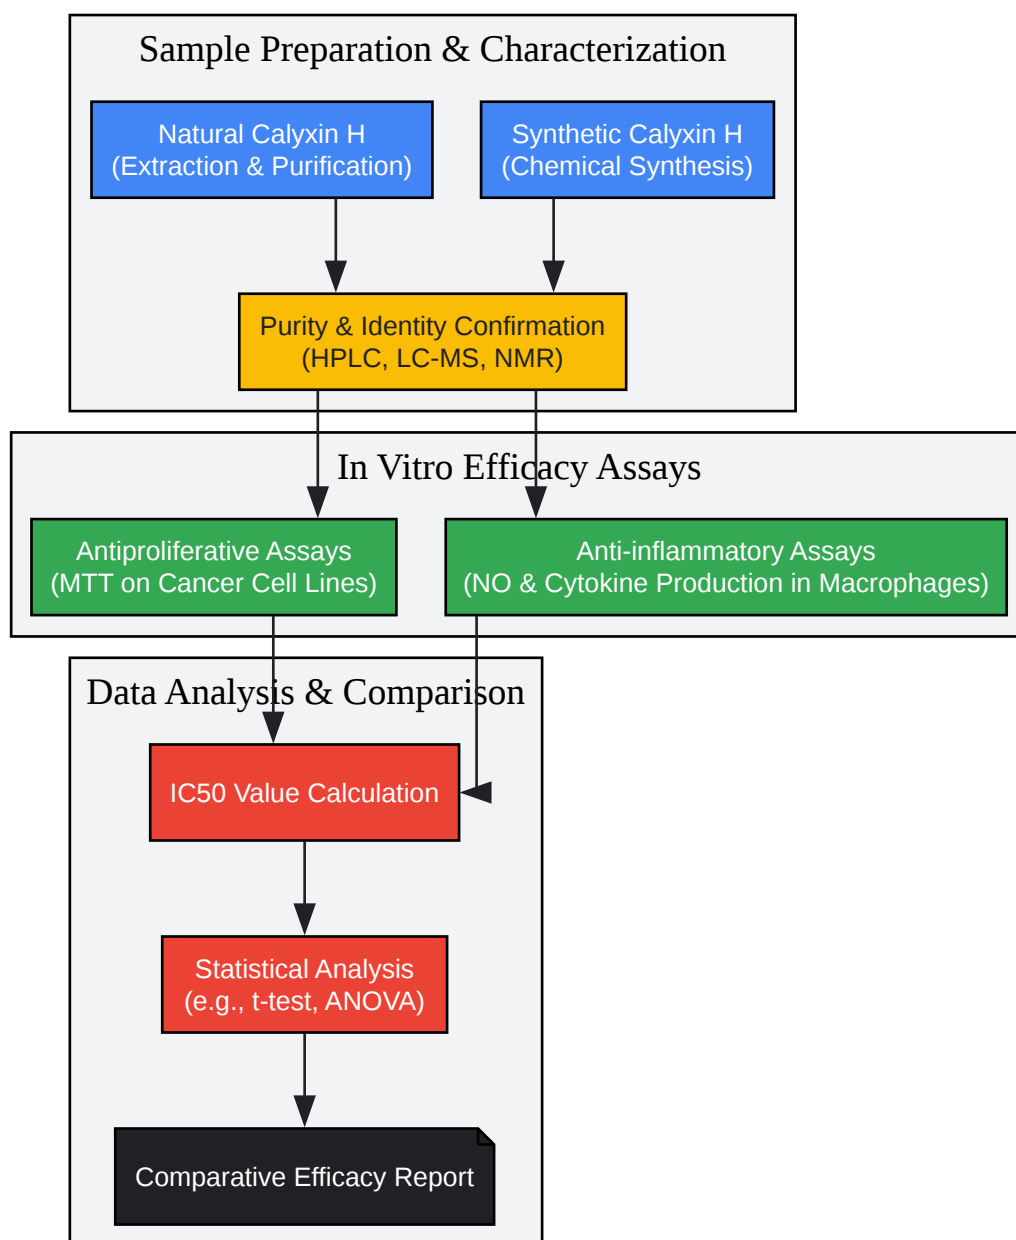 Sample Preparation & Characterization
Natural Calyxin H
(Extraction & Purification)
Synthetic Calyxin H
(Chemical Synthesis)
Purity & Identity Confirmation
(HPLC, LC-MS, NMR)
In Vitro Efficacy Assays
Antiproliferative Assays
(MTT on Cancer Cell Lines)
Anti-inflammatory Assays
(NO & Cytokine Production in Macrophages)
Data Analysis & Comparison
IC50 Value Calculation
Statistical Analysis
(e.g., t-test, ANOVA)
Comparative Efficacy Report